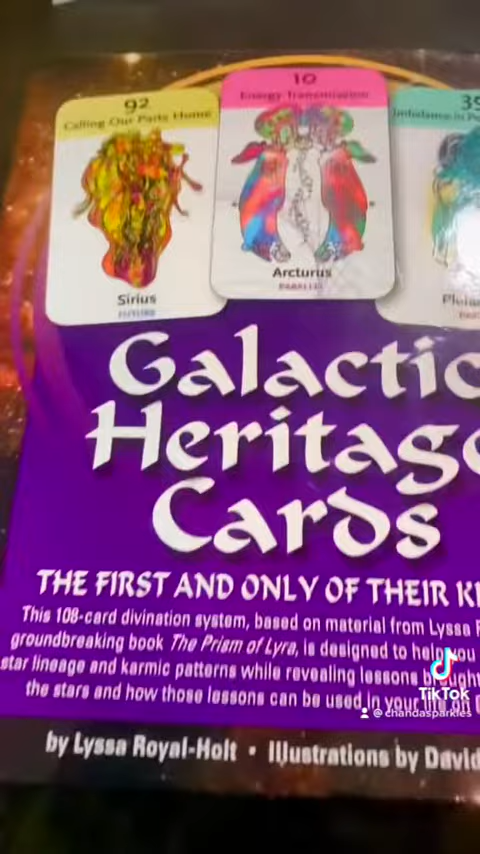 92
Calling Our Parts Home
10
Energy Transmission
39
Imbalance in
Sirius
FUTURE
Arcturus
PARALLEL
Galactic
Heritage
Cards
THE FIRST AND ONLY OF THEIR
This 108-card divination system, based on material from Lyssa
groundbreaking book The Prism of Lyra, is designed to help you
star lineage and karmic patterns while revealing lessons brought
the stars and how those lessons can be used in your life on
TikTok
@chandasparkles
by Lyssa Royal-Holt • Illustrations by David